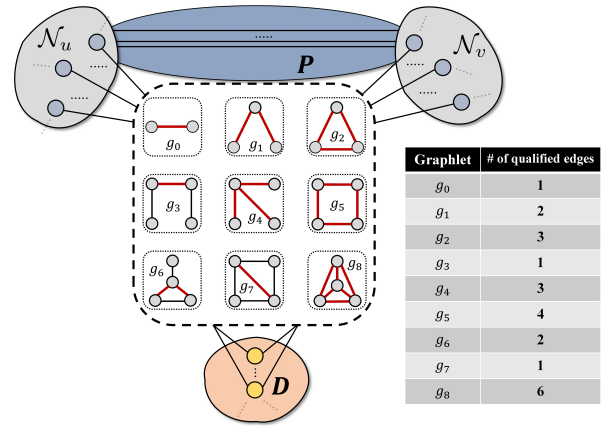 𝒩u
.....
𝒩v
P
.....
.....
.....
.....
g0
g1
g2
g3
g4
g5
g6
g7
g8
D
Graphlet # of qualified edges
g0 1
g1 2
g2 3
g3 1
g4 3
g5 4
g6 2
g7 1
g8 6